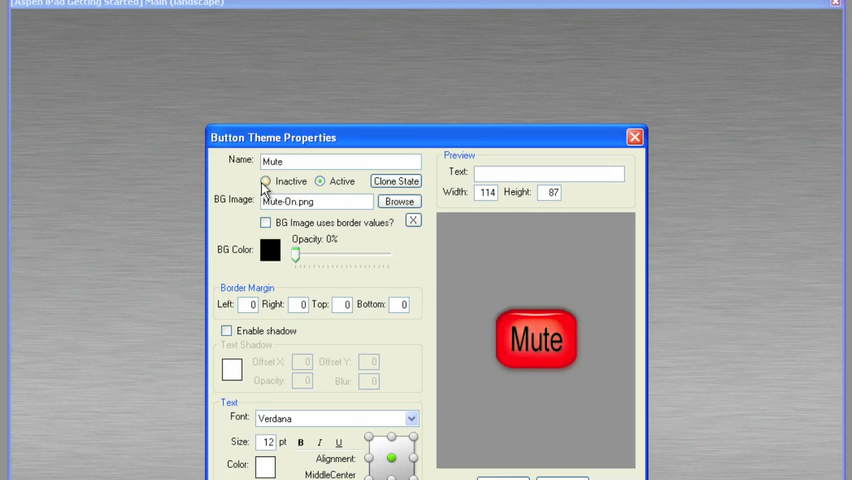 [Aspen iPad Getting Started] Main (landscape)
Button Theme Properties
Name: Mute
Inactive Active Clone State
BG Image: Mute-On.png Browse
BG Image uses border values? X
BG Color: Opacity: 0%
Border Margin
Left: 0 Right: 0 Top: 0 Bottom: 0
Enable shadow
Text Shadow
Offset X: 0 Offset Y: 0
Opacity: 0 Blur: 0
Text
Font: Verdana
Size: 12 pt B I U
Alignment:
Color: MiddleCenter
Preview
Text:
Width: 114 Height: 87
Mute